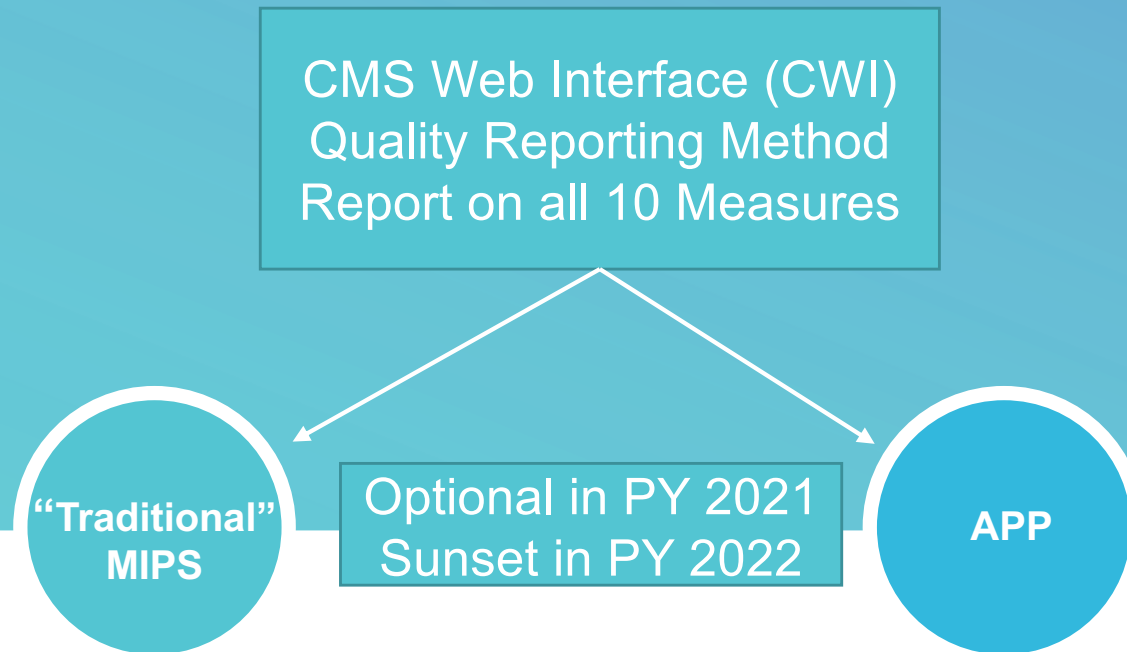 CMS Web Interface (CWI)
Quality Reporting Method
Report on all 10 Measures
“Traditional”
MIPS
Optional in PY 2021
Sunset in PY 2022
APP